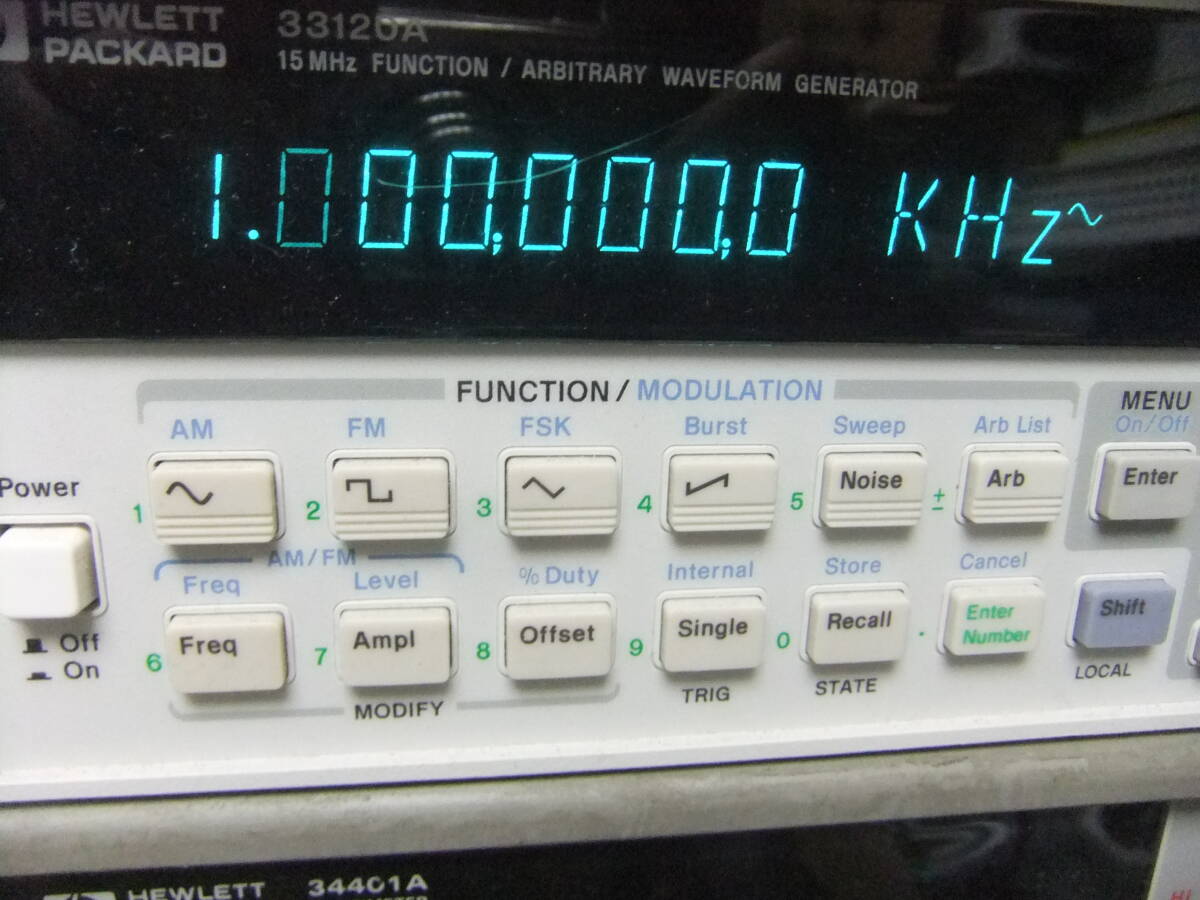 HEWLETT
PACKARD
33120A
15 MHz FUNCTION / ARBITRARY WAVEFORM GENERATOR
1.000,000,0 KHz~
FUNCTION / MODULATION
MENU
On/Off
AM FM FSK Burst Sweep Arb List
Power
1 2 3 4 5 Noise ± Arb Enter
AM/FM
Freq Level % Duty Internal Store Cancel
Off
On
6 Freq 7 Ampl 8 Offset 9 Single 0 Recall . Enter Number Shift
MODIFY TRIG STATE LOCAL
HEWLETT 34401A
HI